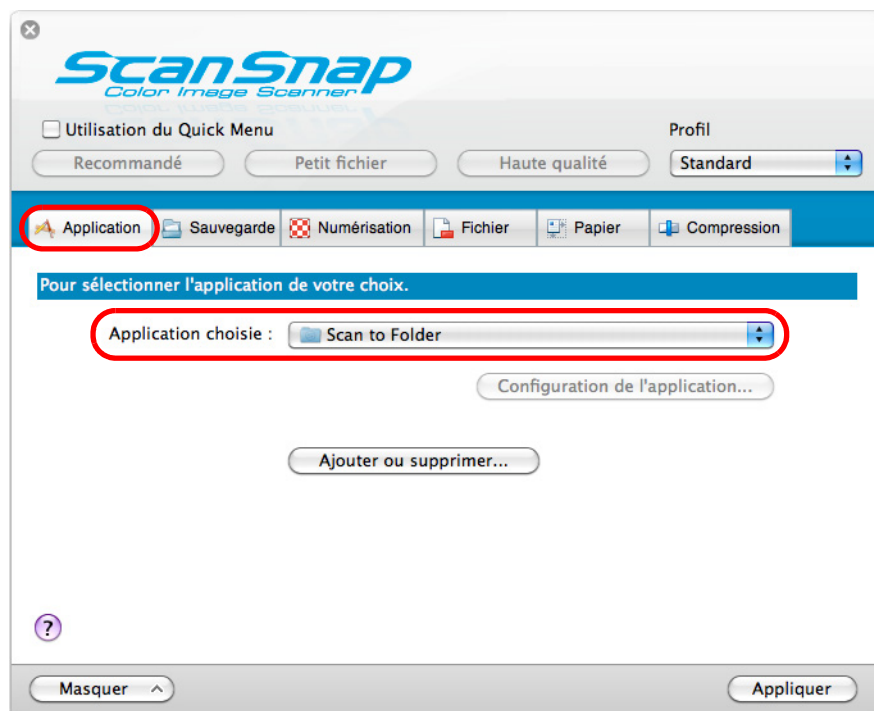 ScanSnap
Color Image Scanner
Utilisation du Quick Menu
Profil
Recommandé Petit fichier Haute qualité Standard
Application Sauvegarde Numérisation Fichier Papier Compression
Pour sélectionner l'application de votre choix.
Application choisie : Scan to Folder
Configuration de l'application...
Ajouter ou supprimer...
?
Masquer Appliquer